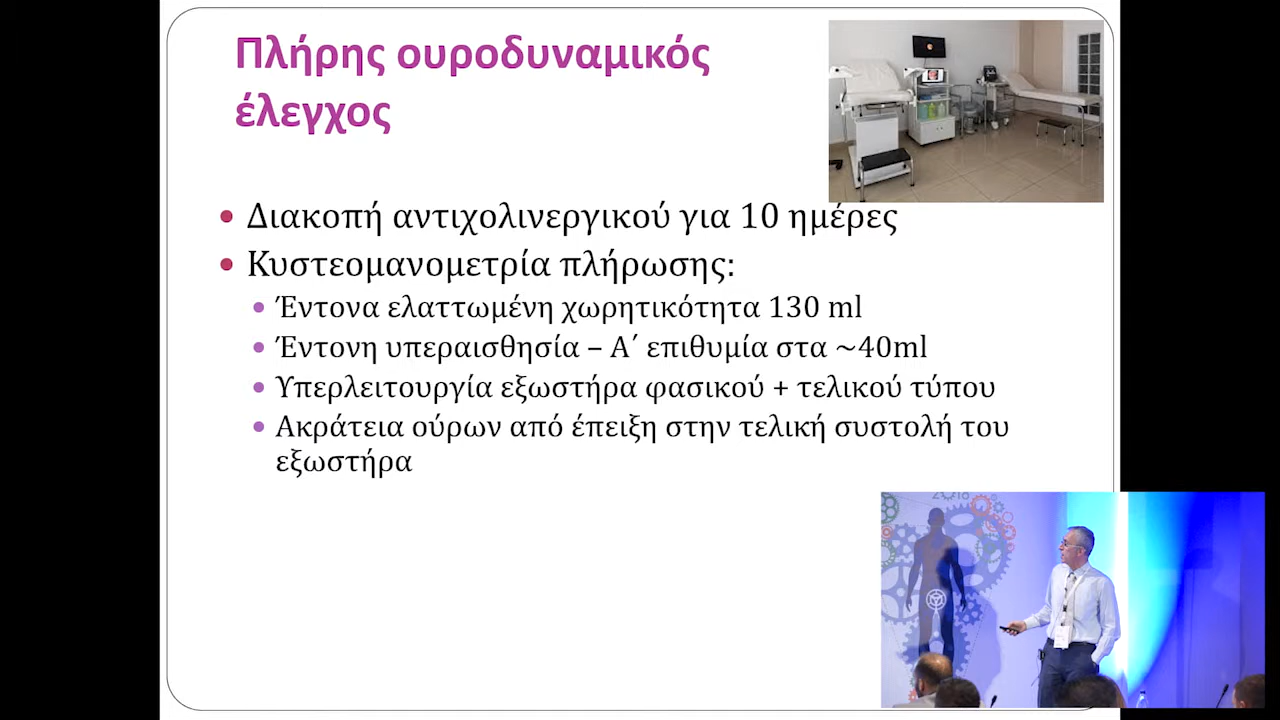 Πλήρης ουροδυναμικός
έλεγχος
• Διακοπή αντιχολινεργικού για 10 ημέρες
• Κυστεομανομετρία πλήρωσης:
• Έντονα ελαττωμένη χωρητικότητα 130 ml
• Έντονη υπεραισθησία – Α΄ επιθυμία στα ~40ml
• Υπερλειτουργία εξωστήρα φασικού + τελικού τύπου
• Ακράτεια ούρων από έπειξη στην τελική συστολή του
εξωστήρα
2018